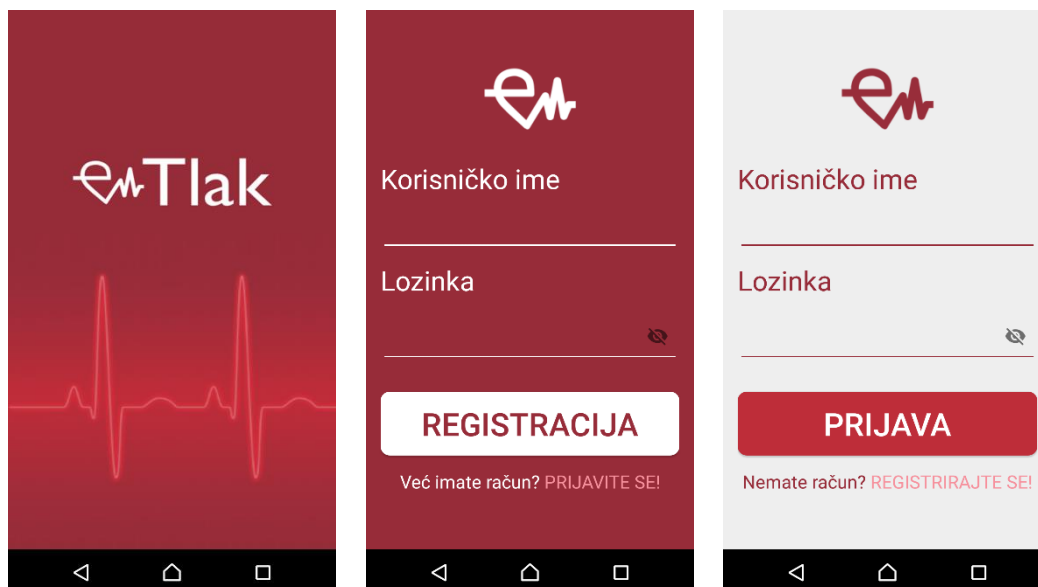 eTlak
Korisničko ime
Lozinka
REGISTRACIJA
Već imate račun? PRIJAVITE SE!
Korisničko ime
Lozinka
PRIJAVA
Nemate račun? REGISTRIRAJTE SE!